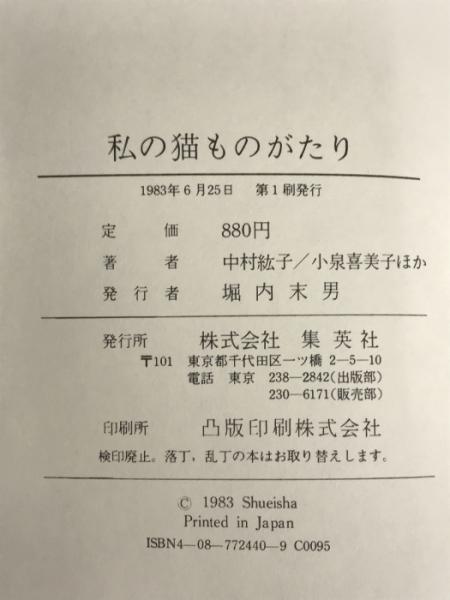 私の猫ものがたり
1983年6月25日 第1刷発行
定価 880円
著者 中村紘子／小泉喜美子ほか
発行者 堀内末男
発行所 株式会社 集英社
〒101 東京都千代田区一ツ橋2―5―10
電話 東京 238―2842(出版部)
230―6171(販売部)
印刷所 凸版印刷株式会社
検印廃止。落丁，乱丁の本はお取り替えします。
© 1983 Shueisha
Printed in Japan
ISBN4―08―772440―9 C0095